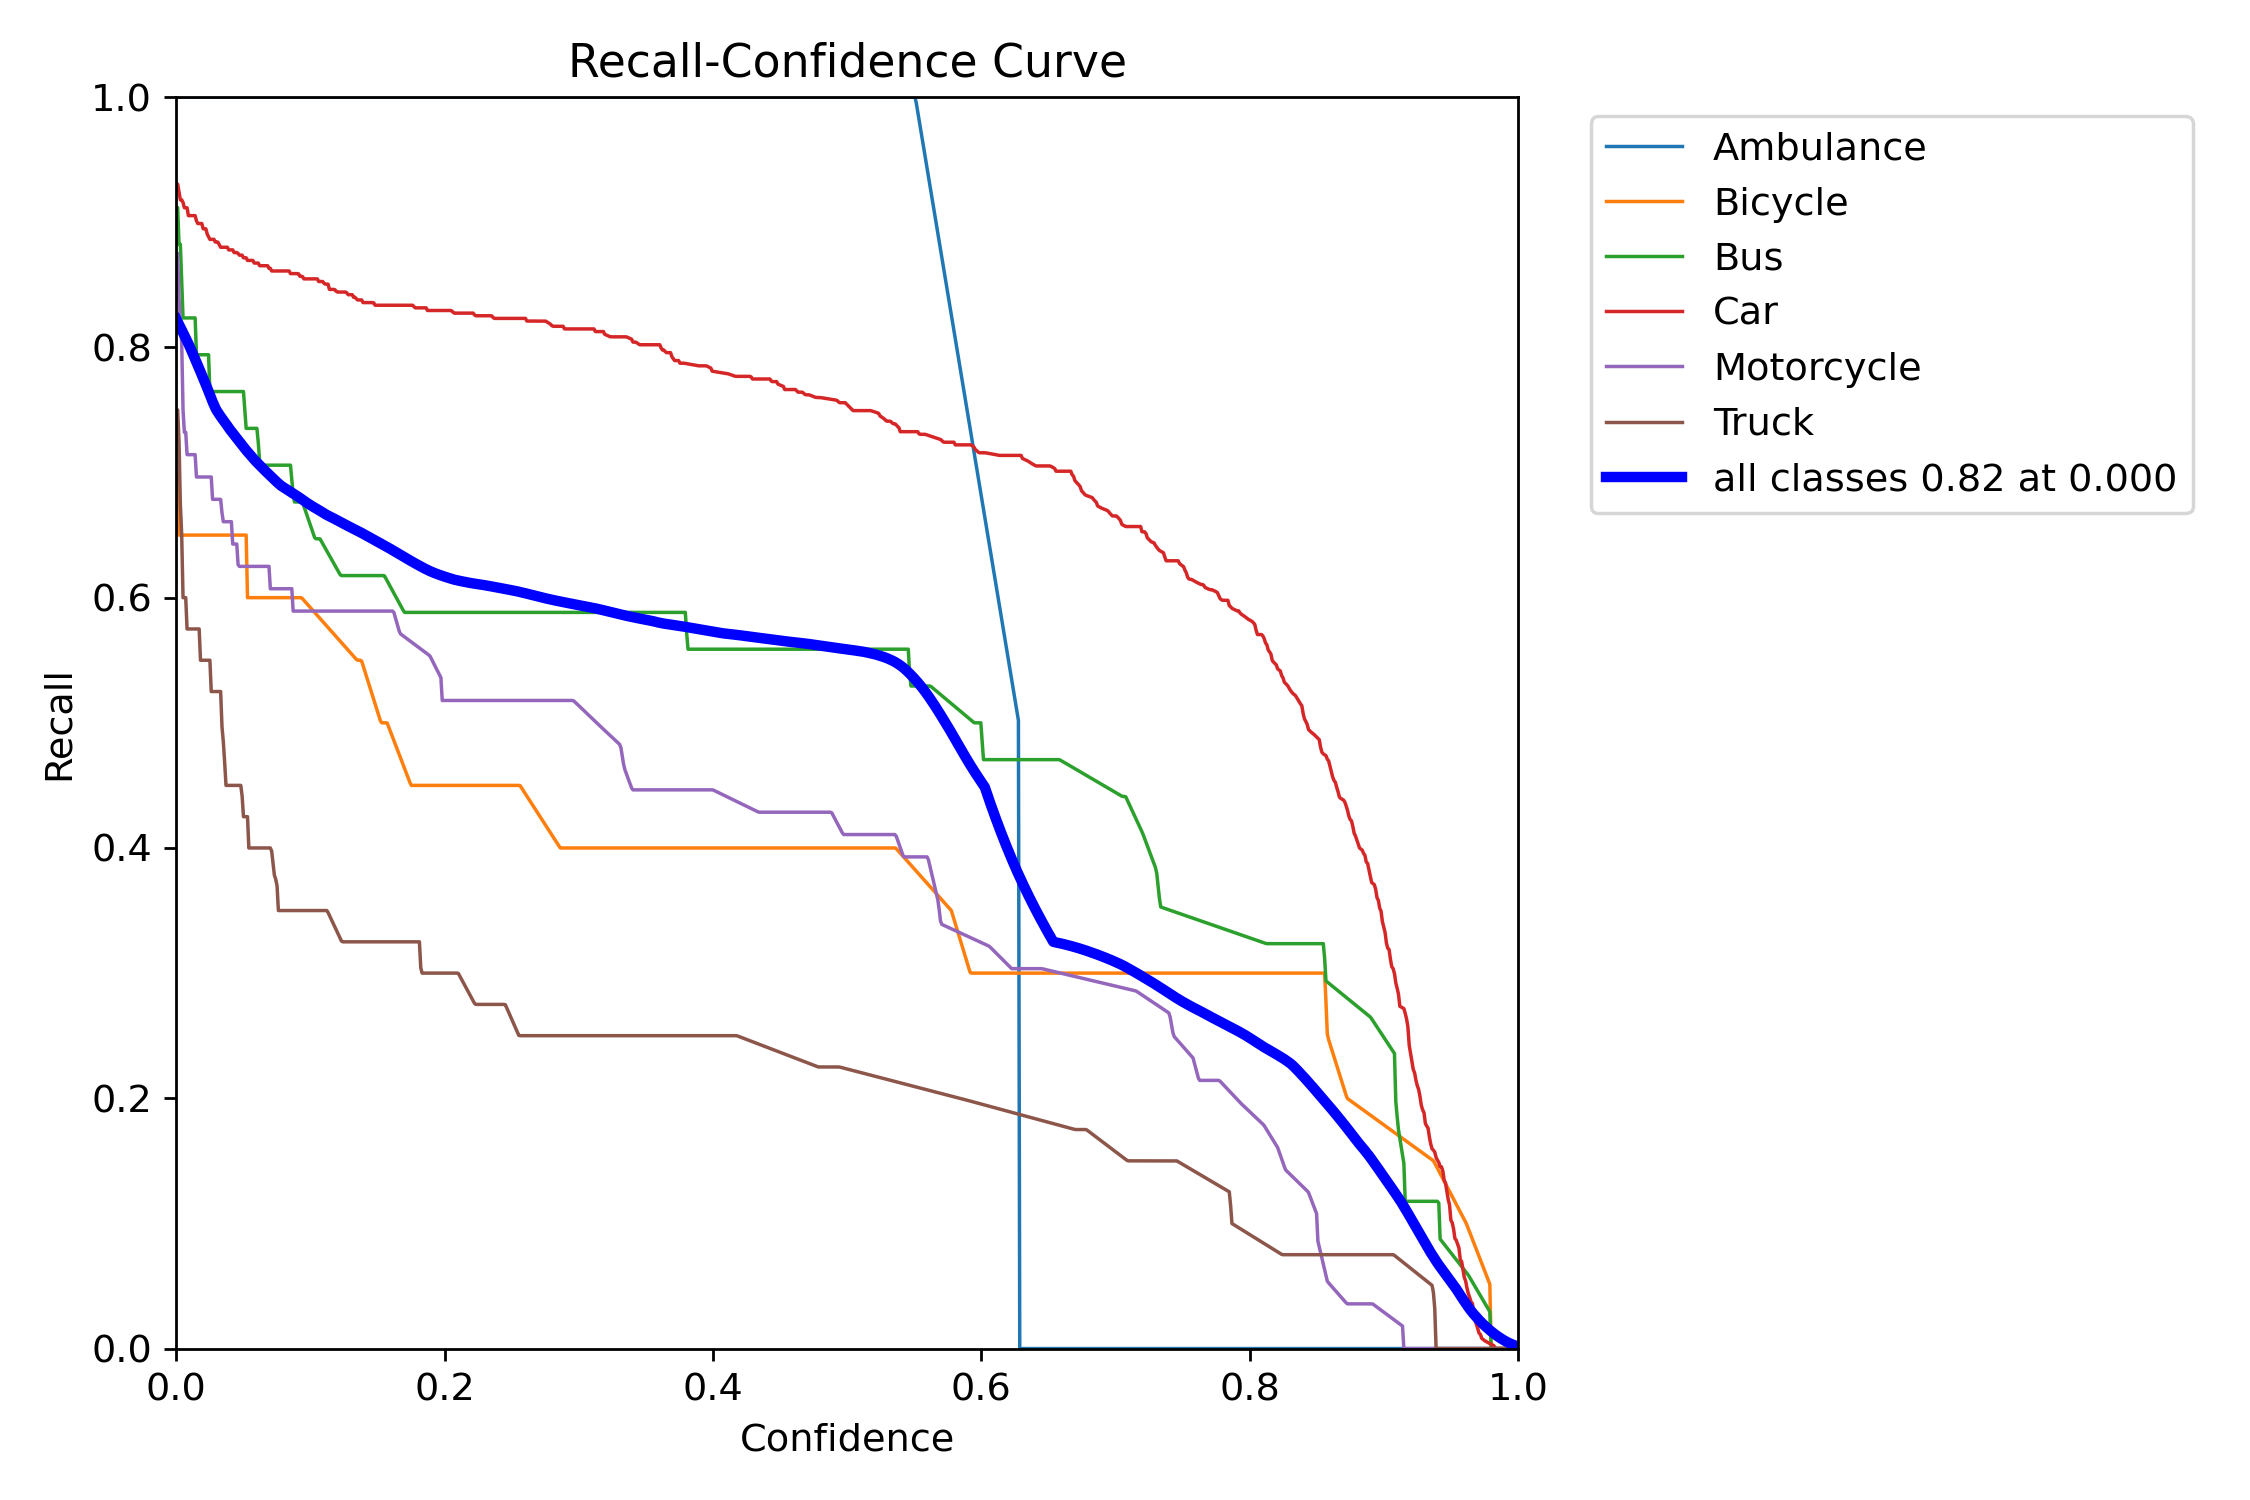 Recall-Confidence Curve
1.0
0.8
0.6
0.4
0.2
0.0
Recall
0.0 0.2 0.4 0.6 0.8 1.0
Confidence
Ambulance
Bicycle
Bus
Car
Motorcycle
Truck
all classes 0.82 at 0.000